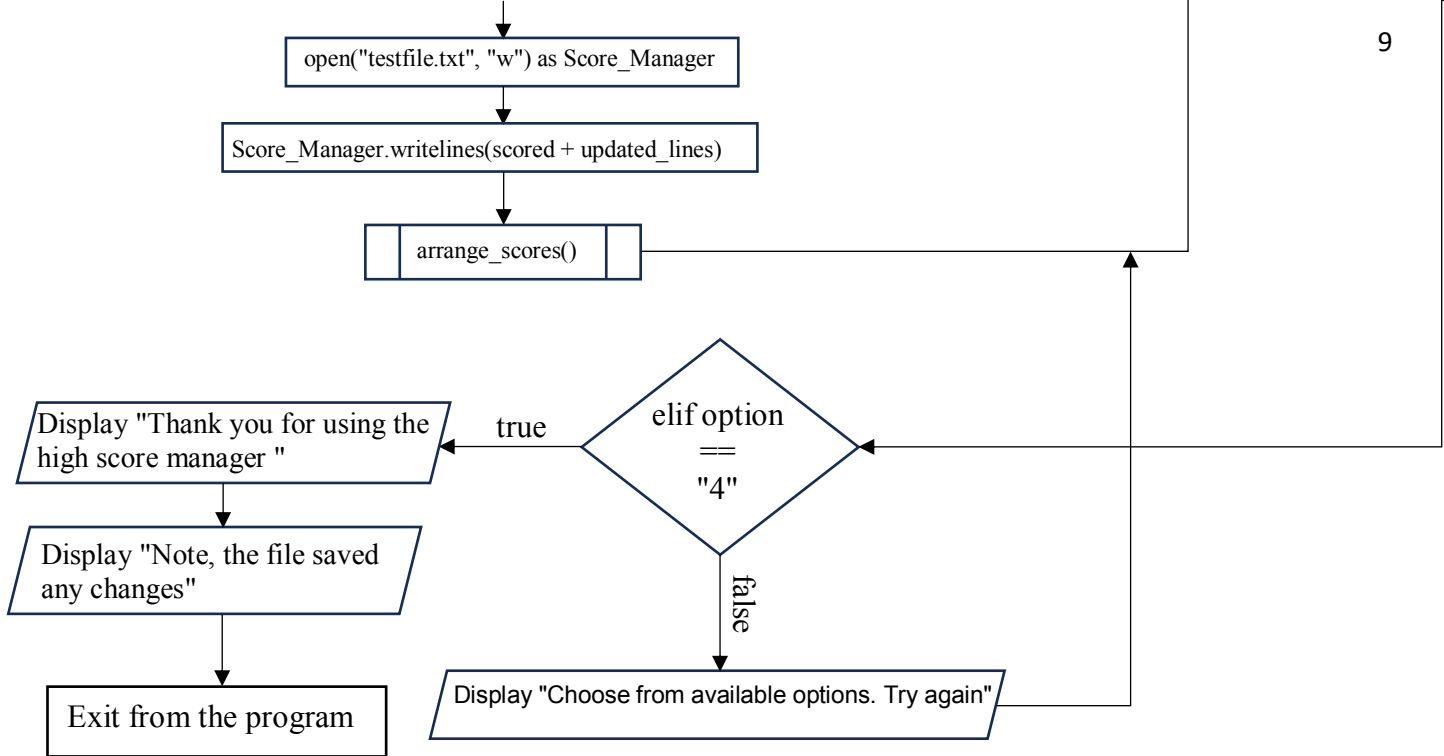 9
open("testfile.txt", "w") as Score_Manager
Score_Manager.writelines(scored + updated_lines)
arrange_scores()
elif option
==
"4"
true
Display "Thank you for using the
high score manager "
Display "Note, the file saved
any changes"
Exit from the program
false
Display "Choose from available options. Try again"